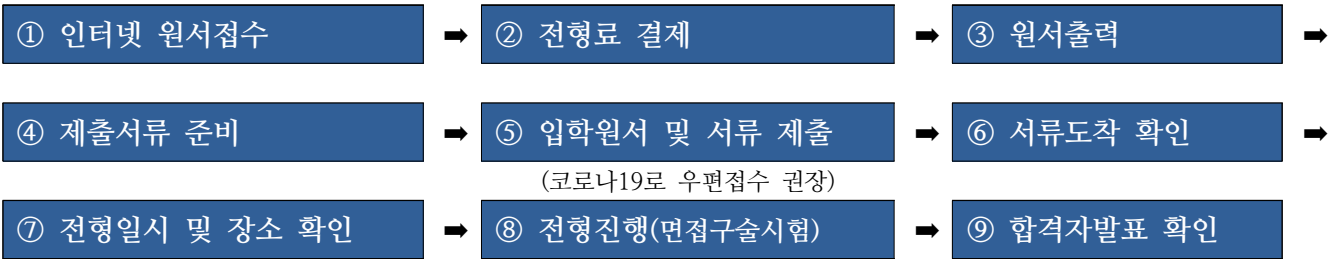 ① 인터넷 원서접수 ➡ ② 전형료 결제 ➡ ③ 원서출력 ➡
④ 제출서류 준비 ➡ ⑤ 입학원서 및 서류 제출 ➡ ⑥ 서류도착 확인 ➡
(코로나19로 우편접수 권장)
⑦ 전형일시 및 장소 확인 ➡ ⑧ 전형진행(면접구술시험) ➡ ⑨ 합격자발표 확인